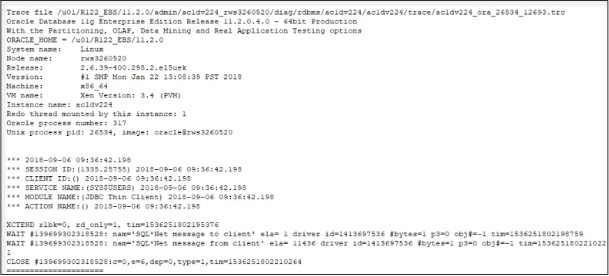 Trace file /u01/R122_EBS/11.2.0/admin/acldv224_rws3260520/diag/rdbms/acldv224/acldv224/trace/acldv224_ora_26534_12693.trc
Oracle Database 11g Enterprise Edition Release 11.2.0.4.0 - 64bit Production
With the Partitioning, OLAP, Data Mining and Real Application Testing options
ORACLE_HOME = /u01/R122_EBS/11.2.0
System name: Linux
Node name: rws3260520
Release: 2.6.39-400.298.2.el5uek
Version: #1 SMP Mon Jan 22 13:08:39 PST 2018
Machine: x86_64
VM name: Xen Version: 3.4 (PVM)
Instance name: acldv224
Redo thread mounted by this instance: 1
Oracle process number: 317
Unix process pid: 26534, image: oracle@rws3260520
*** 2018-09-06 09:36:42.198
*** SESSION ID:(1335.25755) 2018-09-06 09:36:42.198
*** CLIENT ID:() 2018-09-06 09:36:42.198
*** SERVICE NAME:(SYS$USERS) 2018-09-06 09:36:42.198
*** MODULE NAME:(JDBC Thin Client) 2018-09-06 09:36:42.198
*** ACTION NAME:() 2018-09-06 09:36:42.198
XCTEND rlbk=0, rd_only=1, tim=1536251802195376
WAIT #139699302318528: nam='SQL*Net message to client' ela= 1 driver id=1413697536 #bytes=1 p3=0 obj#=-1 tim=1536251802198759
WAIT #139699302318528: nam='SQL*Net message from client' ela= 11436 driver id=1413697536 #bytes=1 p3=0 obj#=-1 tim=153625180221022
1
CLOSE #139699302318528:c=0,e=6,dep=0,type=1,tim=1536251802210264
=====================